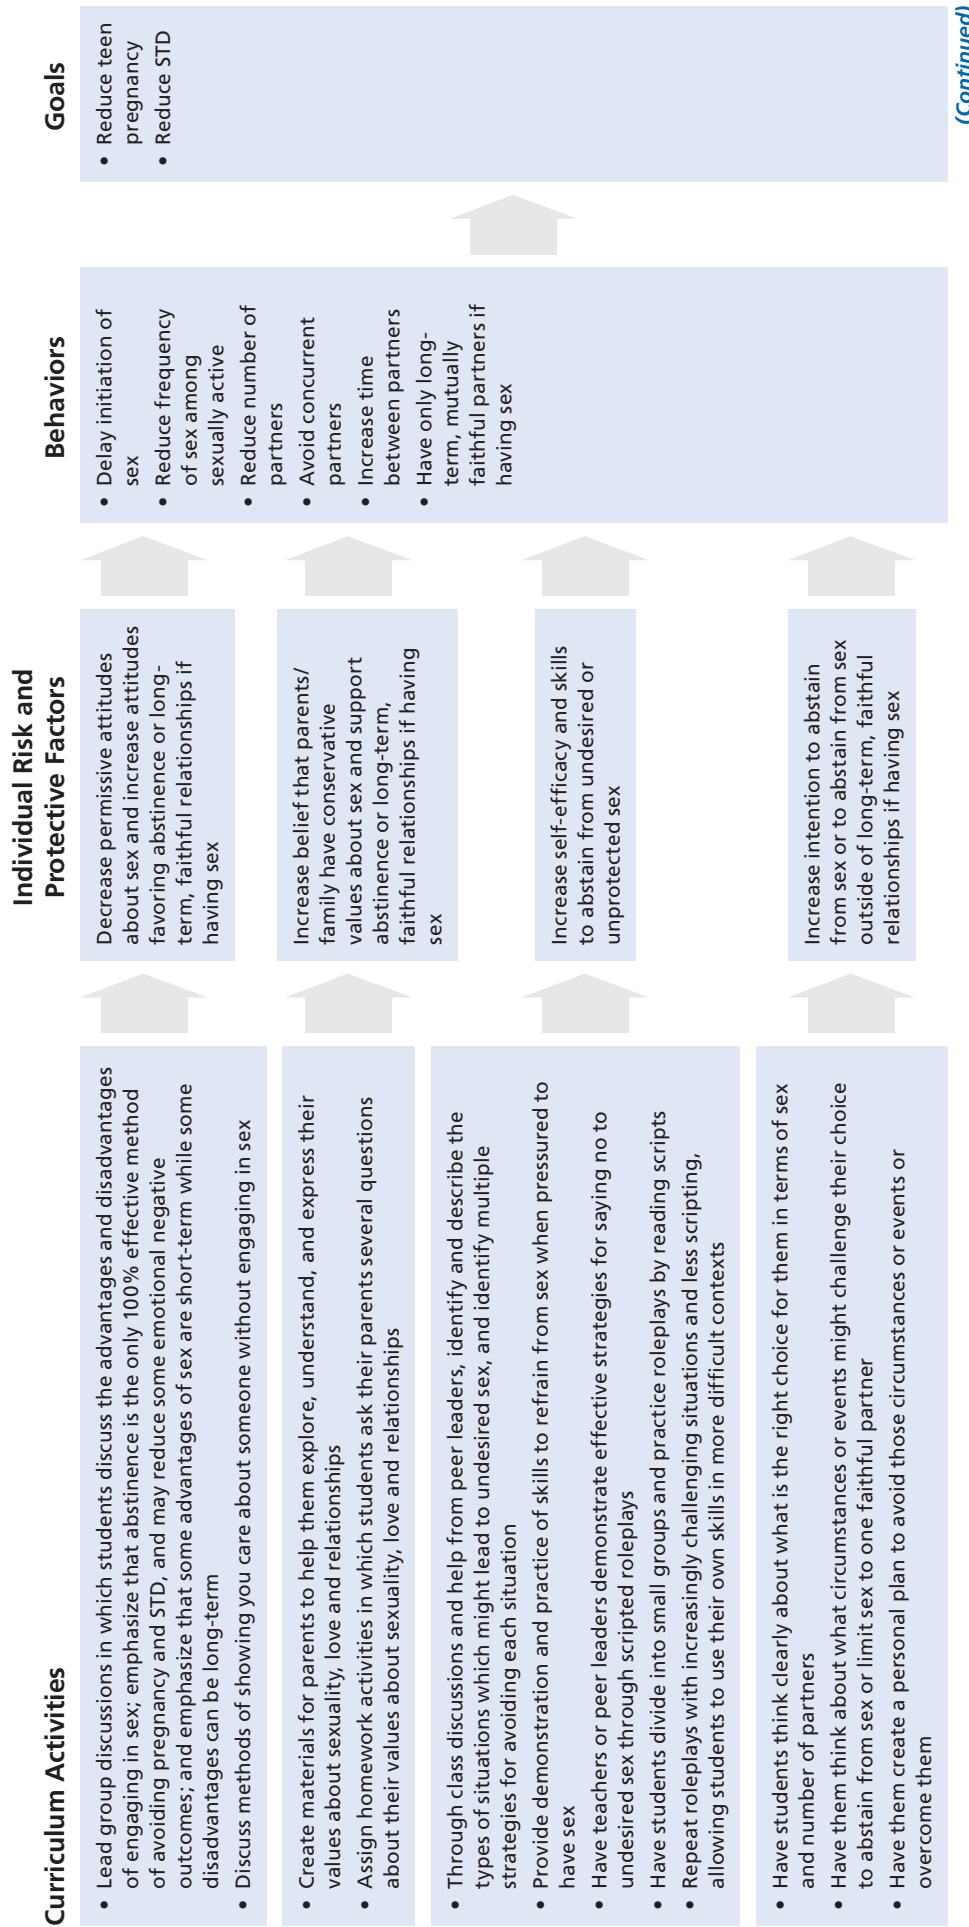 Curriculum Activities
• Lead group discussions in which students discuss the advantages and disadvantages
of engaging in sex; emphasize that abstinence is the only 100% effective method
of avoiding pregnancy and STD, and may reduce some emotional negative
outcomes; and emphasize that some advantages of sex are short-term while some
disadvantages can be long-term
• Discuss methods of showing you care about someone without engaging in sex
• Create materials for parents to help them explore, understand, and express their
values about sexuality, love and relationships
• Assign homework activities in which students ask their parents several questions
about their values about sexuality, love and relationships
• Through class discussions and help from peer leaders, identify and describe the
types of situations which might lead to undesired sex, and identify multiple
strategies for avoiding each situation
• Provide demonstration and practice of skills to refrain from sex when pressured to
have sex
• Have teachers or peer leaders demonstrate effective strategies for saying no to
undesired sex through scripted roleplays
• Have students divide into small groups and practice roleplays by reading scripts
• Repeat roleplays with increasingly challenging situations and less scripting,
allowing students to use their own skills in more difficult contexts
• Have students think clearly about what is the right choice for them in terms of sex
and number of partners
• Have them think about what circumstances or events might challenge their choice
to abstain from sex or limit sex to one faithful partner
• Have them create a personal plan to avoid those circumstances or events or
overcome them
Individual Risk and
Protective Factors
Decrease permissive attitudes
about sex and increase attitudes
favoring abstinence or long-
term, faithful relationships if
having sex
Increase belief that parents/
family have conservative
values about sex and support
abstinence or long-term,
faithful relationships if having
sex
Increase self-efficacy and skills
to abstain from undesired or
unprotected sex
Increase intention to abstain
from sex or to abstain from sex
outside of long-term, faithful
relationships if having sex
Behaviors
• Delay initiation of
sex
• Reduce frequency
of sex among
sexually active
• Reduce number of
partners
• Avoid concurrent
partners
• Increase time
between partners
• Have only long-
term, mutually
faithful partners if
having sex
Goals
• Reduce teen
pregnancy
• Reduce STD
(Continued)